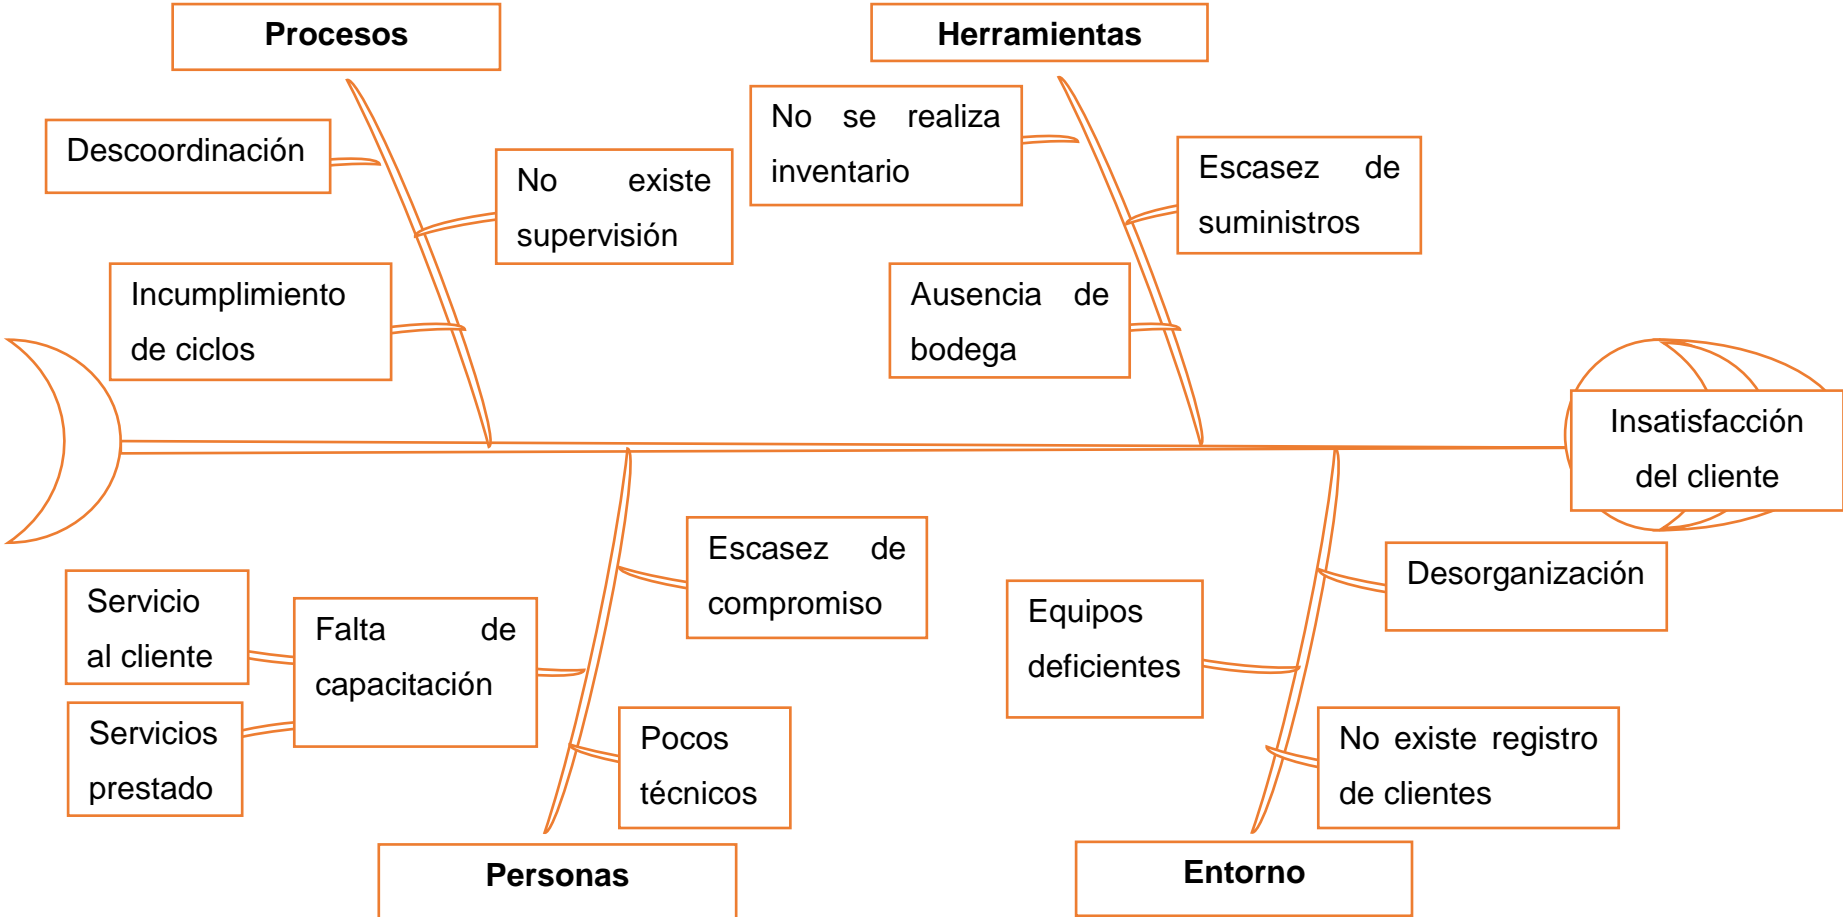 Procesos
Herramientas
Descoordinación
No existe
supervisión
Incumplimiento
de ciclos
No se realiza
inventario
Escasez de
suministros
Ausencia de
bodega
Insatisfacción
del cliente
Servicio
al cliente
Servicios
prestado
Falta de
capacitación
Escasez de
compromiso
Pocos
técnicos
Equipos
deficientes
Desorganización
No existe registro
de clientes
Personas
Entorno